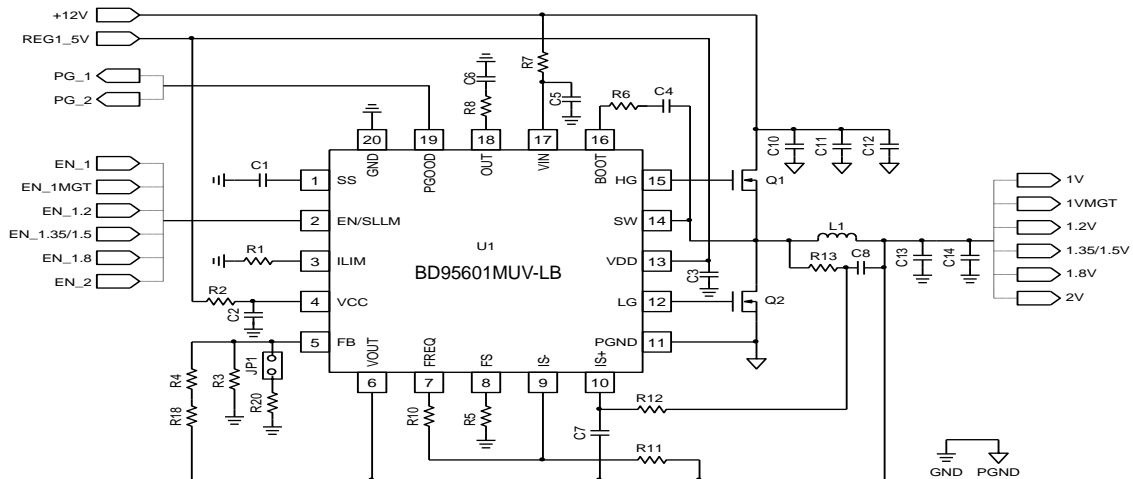 +12V
REG1_5V
PG_1
PG_2
EN_1
EN_1MGT
EN_1.2
EN_1.35/1.5
EN_1.8
EN_2
C1
R1
R2
C2
R4
R18
R3
JP1
R20
C6
R8
R7
C5
R6
C4
20
19
18
17
16
GND
PGOOD
OUT
VIN
BOOT
1
SS
2
EN/SLLM
3
ILIM
4
VCC
5
FB
U1
BD95601MUV-LB
HG
15
SW
14
VDD
13
LG
12
PGND
11
VOUT
FREQ
FS
IS-
IS+
6
7
8
9
10
R10
R5
C7
R12
R11
C3
Q1
Q2
C10
C11
C12
L1
R13
C8
C13
C14
1V
1VMGT
1.2V
1.35/1.5V
1.8V
2V
GND
PGND